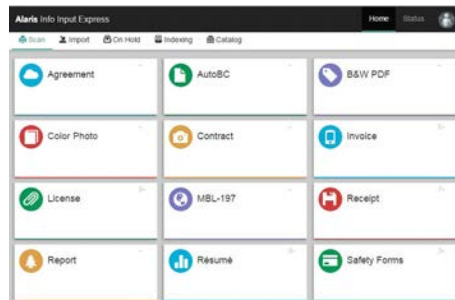 Alaris Info Input Express Home Status
Scan Import On Hold Indexing Catalog
Agreement AutoBC B&W PDF
Color Photo Contract Invoice
License MBL-197 Receipt
Report Résumé Safety Forms